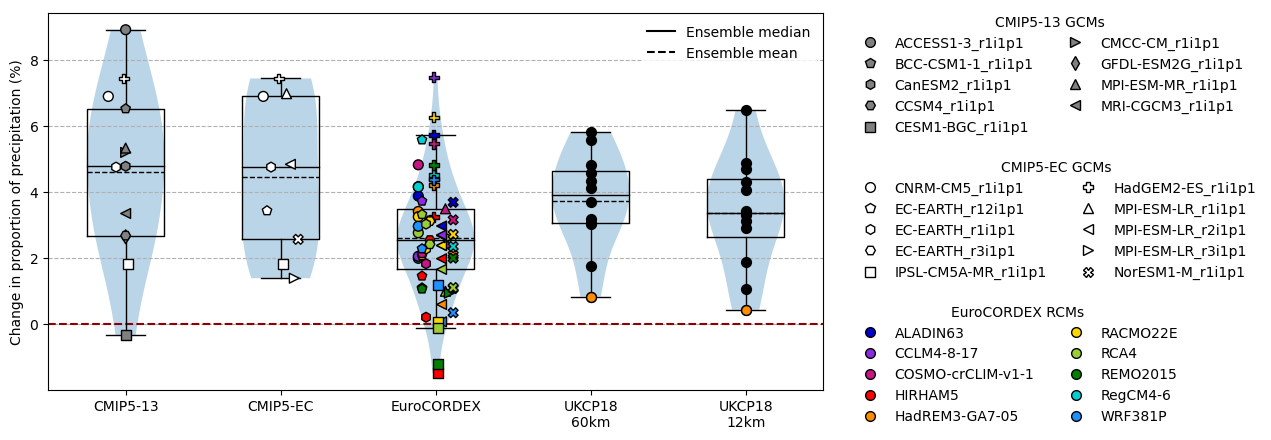 Change in proportion of precipitation (%)
8
6
4
2
0
Ensemble median
Ensemble mean
CMIP5-13
CMIP5-EC
EuroCORDEX
UKCP18
60km
UKCP18
12km
CMIP5-13 GCMs
ACCESS1-3_r1i1p1
BCC-CSM1-1_r1i1p1
CanESM2_r1i1p1
CCSM4_r1i1p1
CESM1-BGC_r1i1p1
CMCC-CM_r1i1p1
GFDL-ESM2G_r1i1p1
MPI-ESM-MR_r1i1p1
MRI-CGCM3_r1i1p1
CMIP5-EC GCMs
CNRM-CM5_r1i1p1
EC-EARTH_r12i1p1
EC-EARTH_r1i1p1
EC-EARTH_r3i1p1
IPSL-CM5A-MR_r1i1p1
HadGEM2-ES_r1i1p1
MPI-ESM-LR_r1i1p1
MPI-ESM-LR_r2i1p1
MPI-ESM-LR_r3i1p1
NorESM1-M_r1i1p1
EuroCORDEX RCMs
ALADIN63
CCLM4-8-17
COSMO-crCLIM-v1-1
HIRHAM5
HadREM3-GA7-05
RACMO22E
RCA4
REMO2015
RegCM4-6
WRF381P